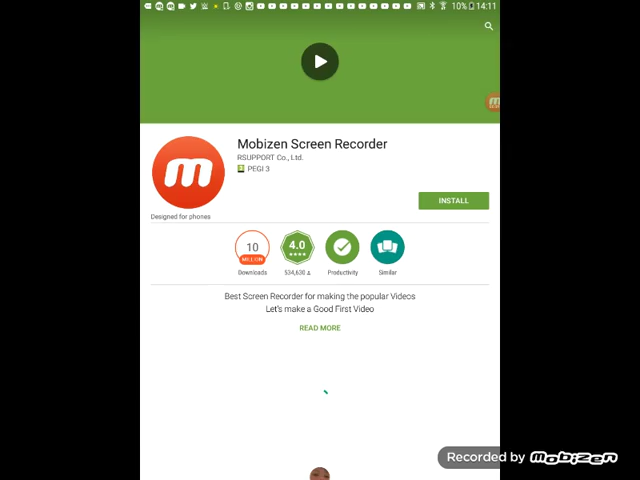 10% 14:11
m
Mobizen Screen Recorder
RSUPPORT Co., Ltd.
PEGI 3
INSTALL
Designed for phones
10
MILLION
4.0
Downloads
534,630
Productivity
Similar
Best Screen Recorder for making the popular Videos
Let's make a Good First Video
READ MORE
Recorded by Mobizen